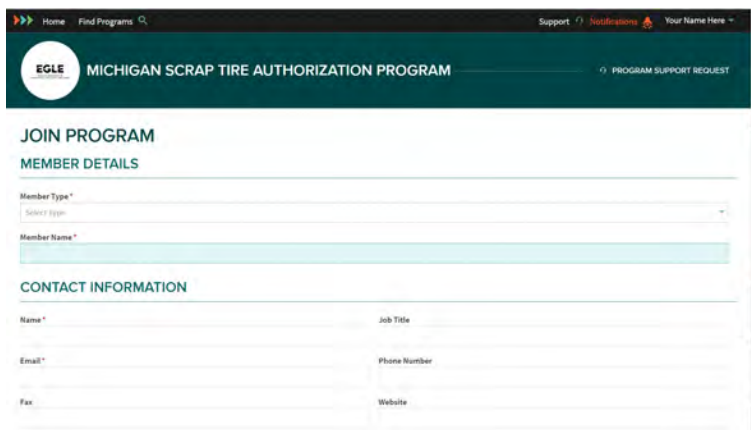 Home Find Programs Support Notifications Your Name Here
EGLE MICHIGAN SCRAP TIRE AUTHORIZATION PROGRAM PROGRAM SUPPORT REQUEST
JOIN PROGRAM
MEMBER DETAILS
Member Type *
Select Type
Member Name *
CONTACT INFORMATION
Name * Job Title
Email * Phone Number
Fax Website